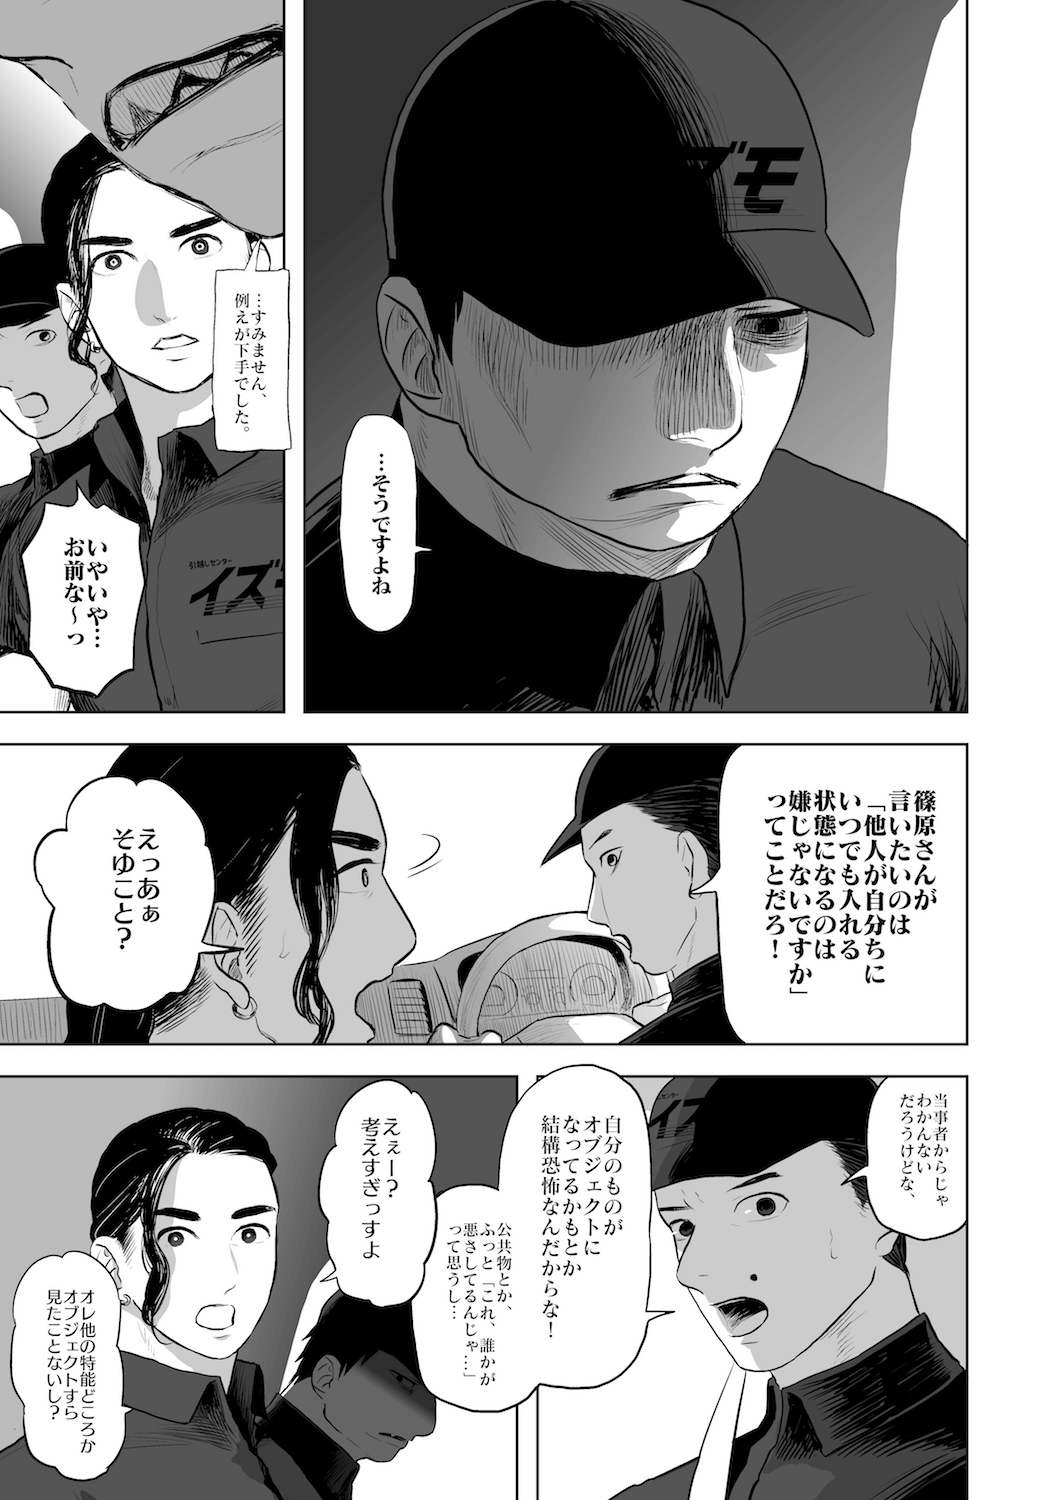 ズモ
…そうですよね
…すみません、
例えが下手でした。
引越しセンター
イズモ
いやいや…
お前な〜っ
篠原さんが
言いたいのは
「他人が自分ちに
いつでも入れる
状態になるのは
嫌じゃないですか」
ってことだろ！
えっあぁ
そゆこと？
当事者からじゃ
わかんない
だろうけどな、
センター
イズモ
自分のものが
オブジェクトに
なってるかもとか
結構恐怖なんだからな！
公共物とか、
ふっと「これ、誰かが
悪さしてるんじゃ…」
って思うし…
えぇー？
考えすぎっすよ
オレ他の特能どころか
オブジェクトすら
見たことないし？